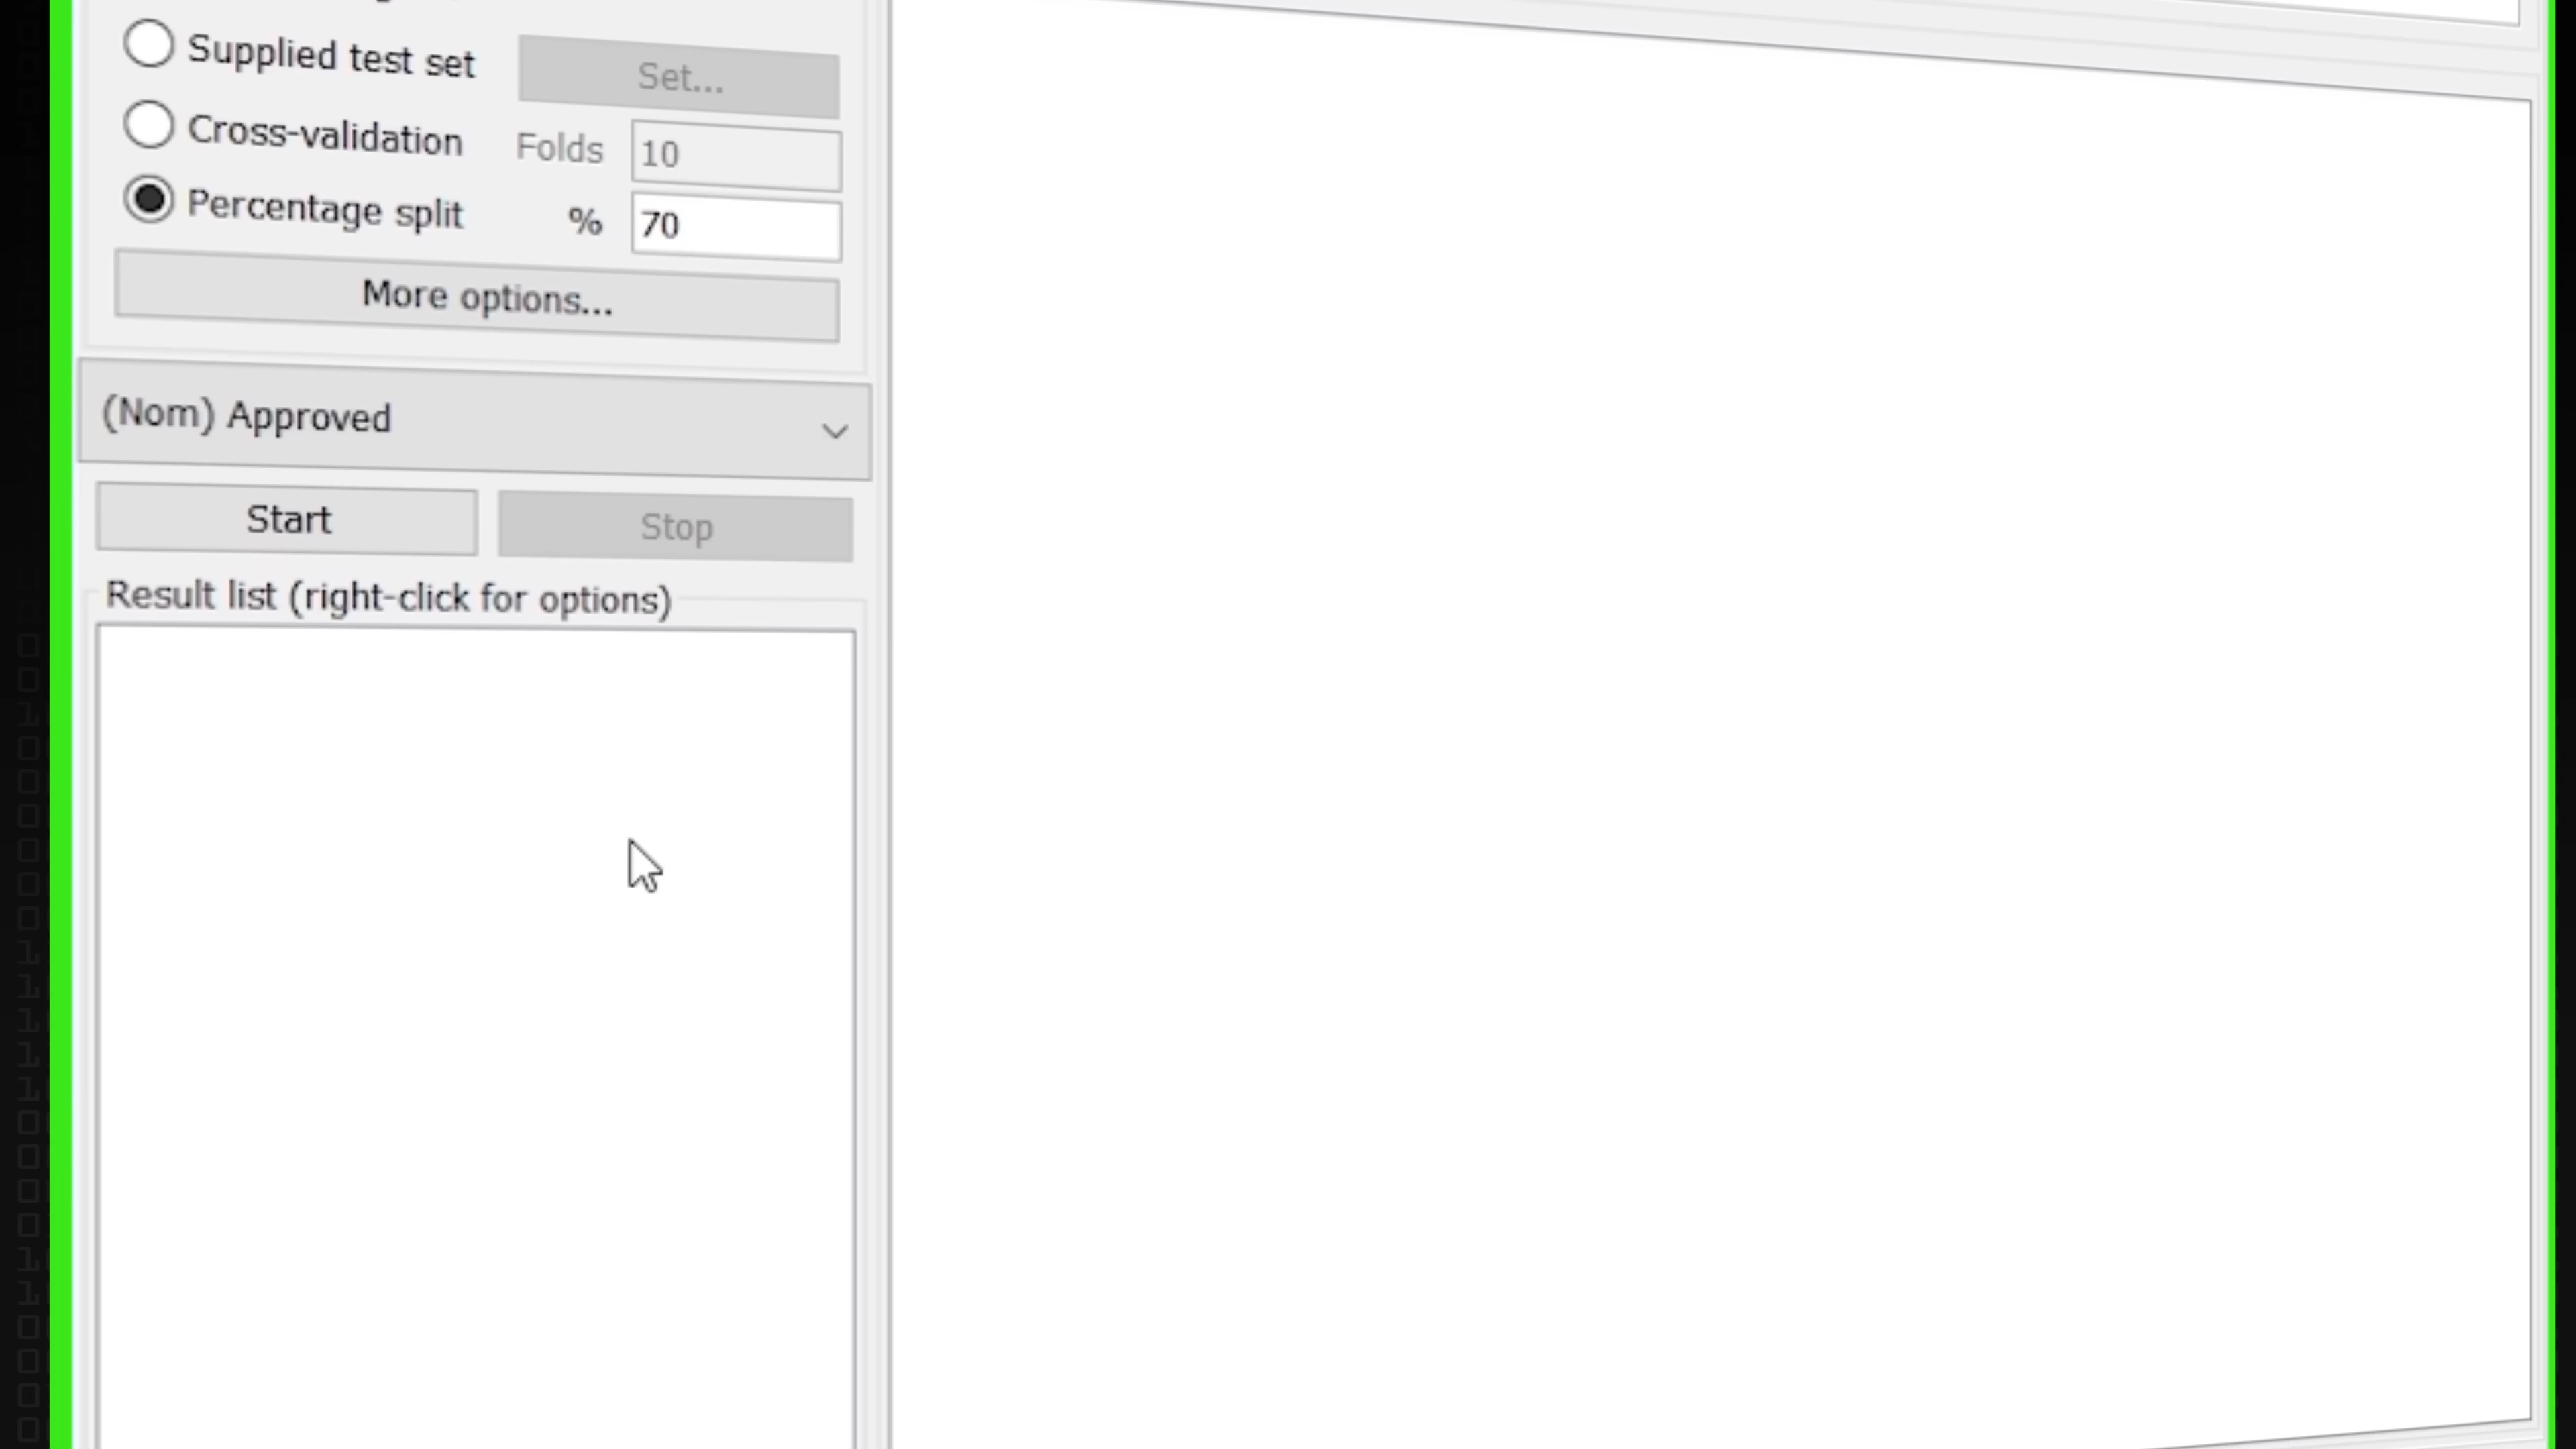 Supplied test set Set...
Cross-validation Folds 10
Percentage split % 70
More options...
(Nom) Approved
Start Stop
Result list (right-click for options)